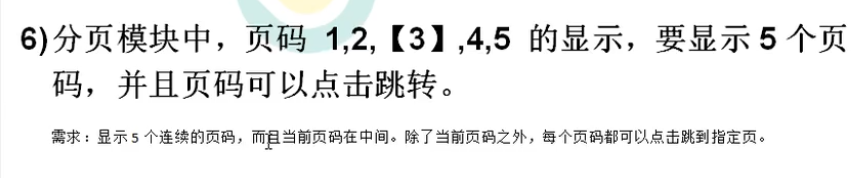 6)分页模块中，页码 1,2,【3】,4,5 的显示，要显示 5 个页
码，并且页码可以点击跳转。
需求：显示 5 个连续的页码，而且当前页码在中间。除了当前页码之外，每个页码都可以点击跳到指定页。